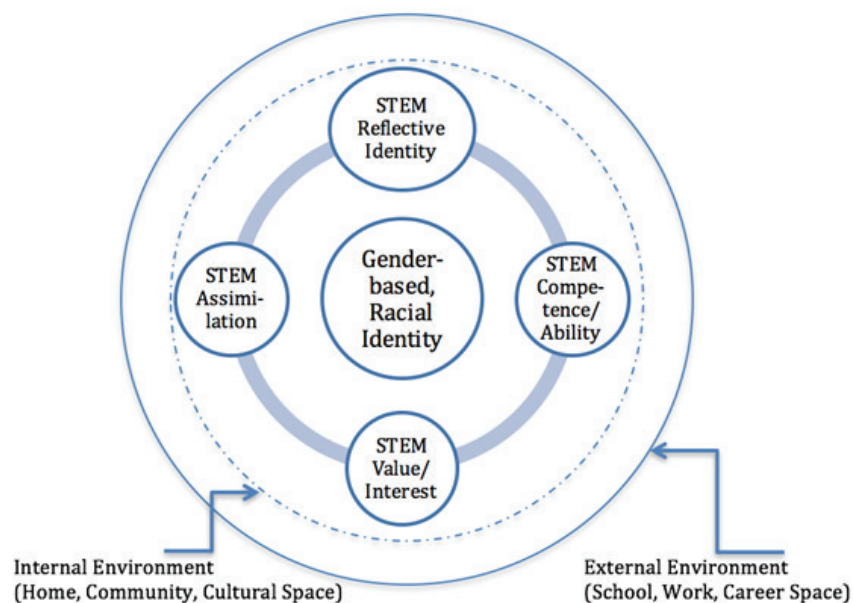 STEM
Reflective
Identity
STEM
Assimi-
lation
Gender-
based,
Racial
Identity
STEM
Compe-
tence/
Ability
STEM
Value/
Interest
Internal Environment
(Home, Community, Cultural Space)
External Environment
(School, Work, Career Space)